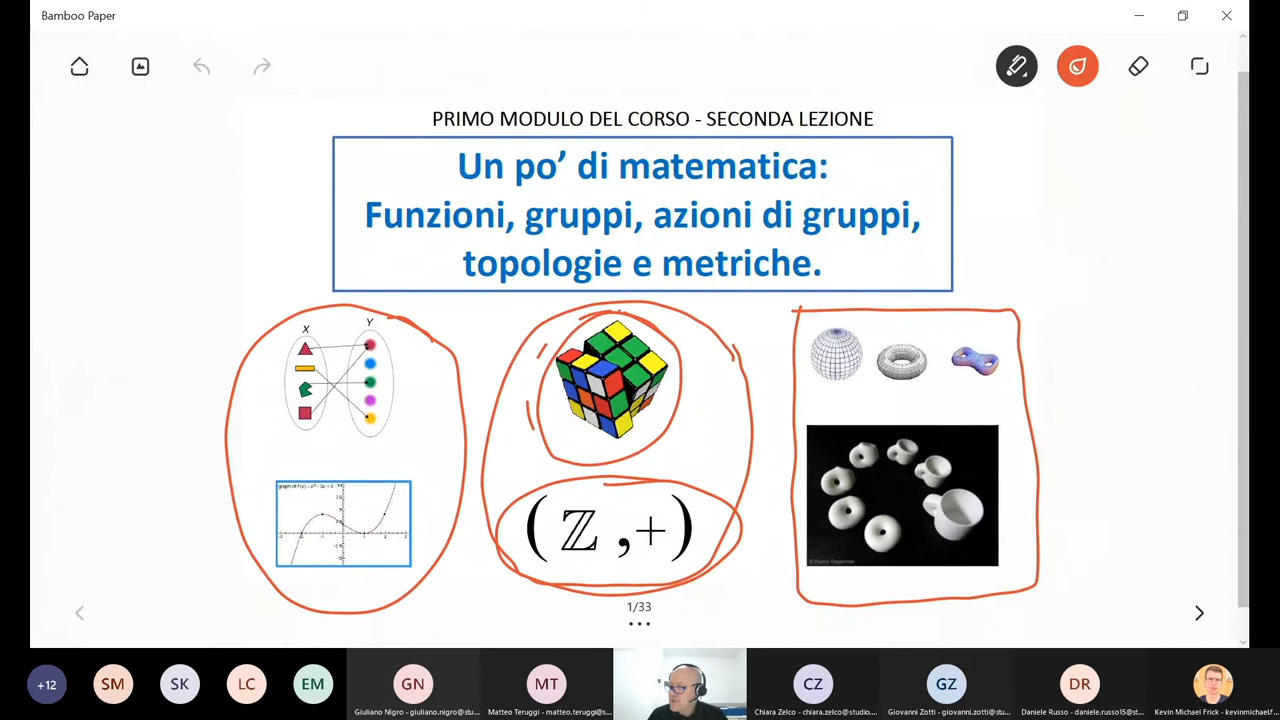 Bamboo Paper
PRIMO MODULO DEL CORSO - SECONDA LEZIONE
Un po’ di matematica:
Funzioni, gruppi, azioni di gruppi,
topologie e metriche.
X
Y
(ℤ ,+)
1/33
+12
SM
SK
LC
EM
GN
MT
CZ
GZ
DR
Giuliano Nigro - giuliano.nigro@stu...
Matteo Teruggi - matteo.teruggi@s...
Chiara Zelco - chiara.zelco@studio....
Giovanni Zotti - giovanni.zotti@st...
Daniele Russo - daniele.russo15@st...
Kevin Michael Frick - kevinmichael.f...